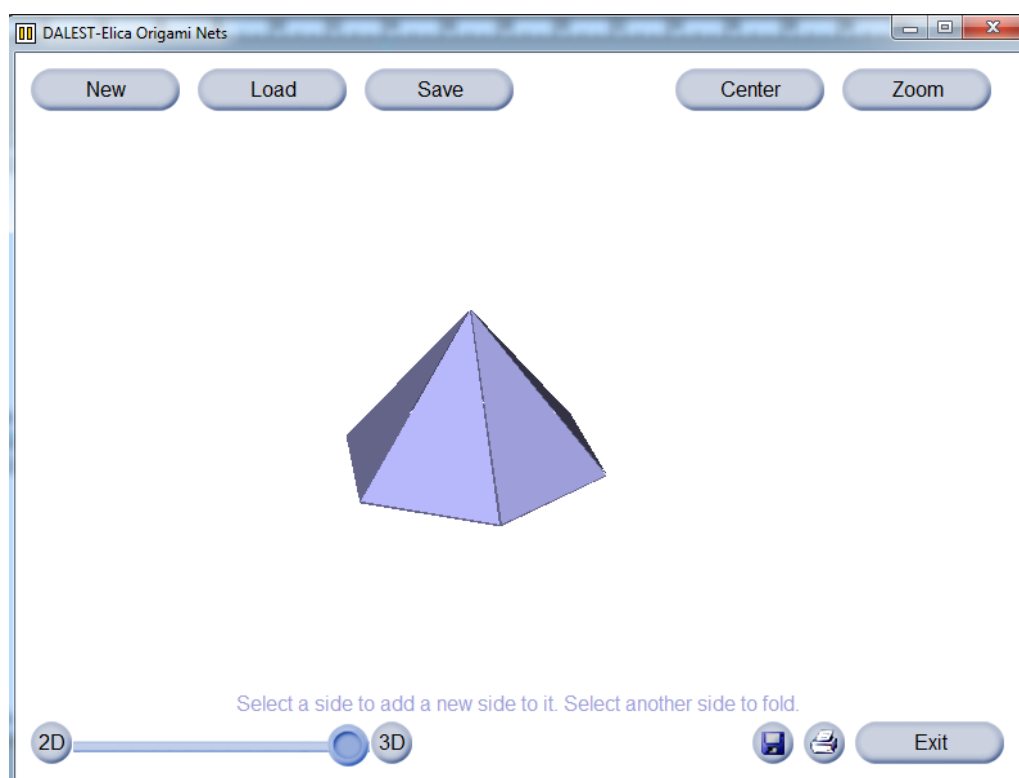 DALEST-Elica Origami Nets
New Load Save Center Zoom
Select a side to add a new side to it. Select another side to fold.
2D 3D Exit